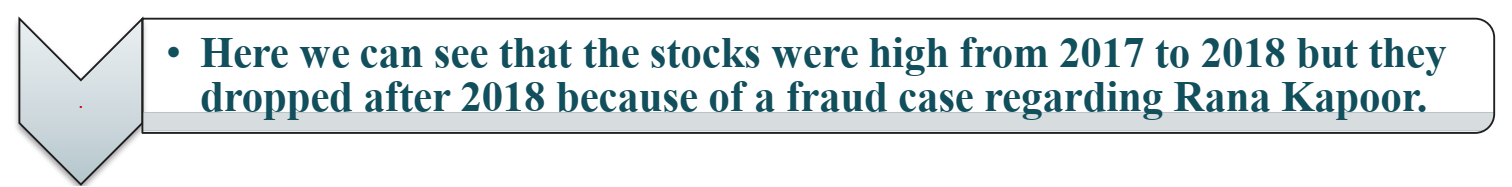 • Here we can see that the stocks were high from 2017 to 2018 but they
dropped after 2018 because of a fraud case regarding Rana Kapoor.